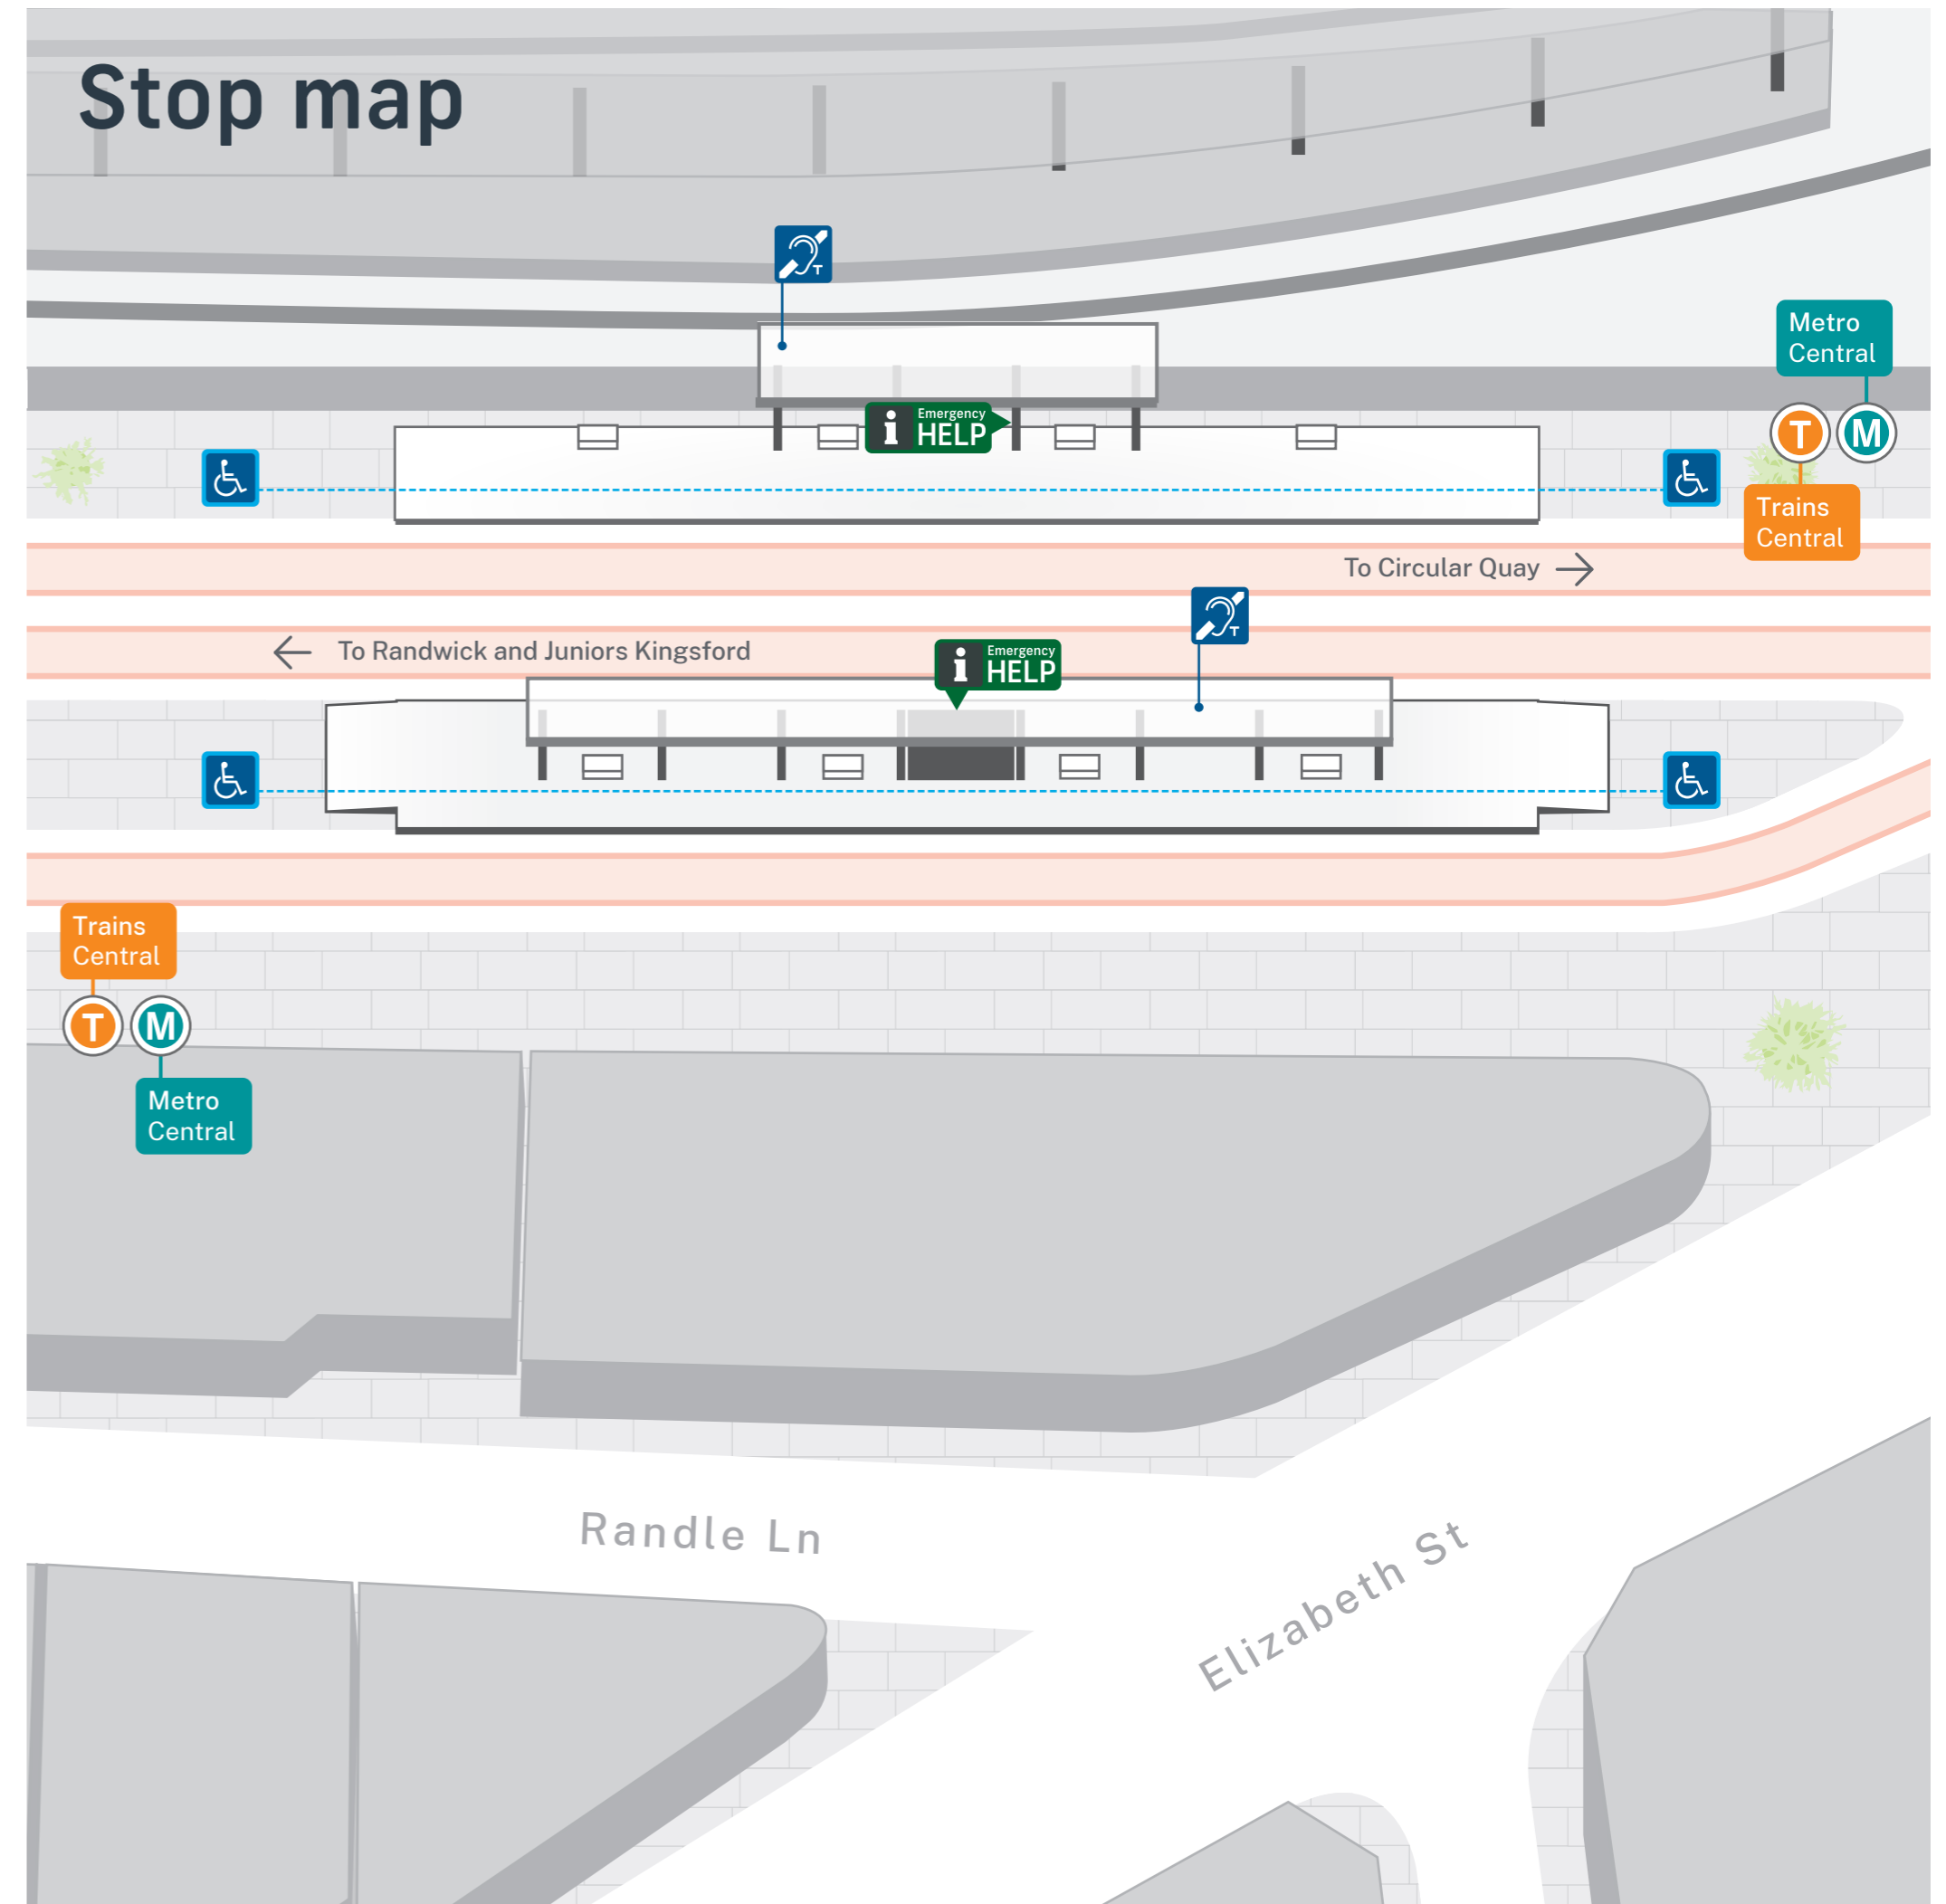 Stop map
T
Metro
Central
Emergency
i HELP
T M
Trains
Central
To Circular Quay
T
To Randwick and Juniors Kingsford
Emergency
i HELP
Trains
Central
T M
Metro
Central
Randle Ln
Elizabeth St